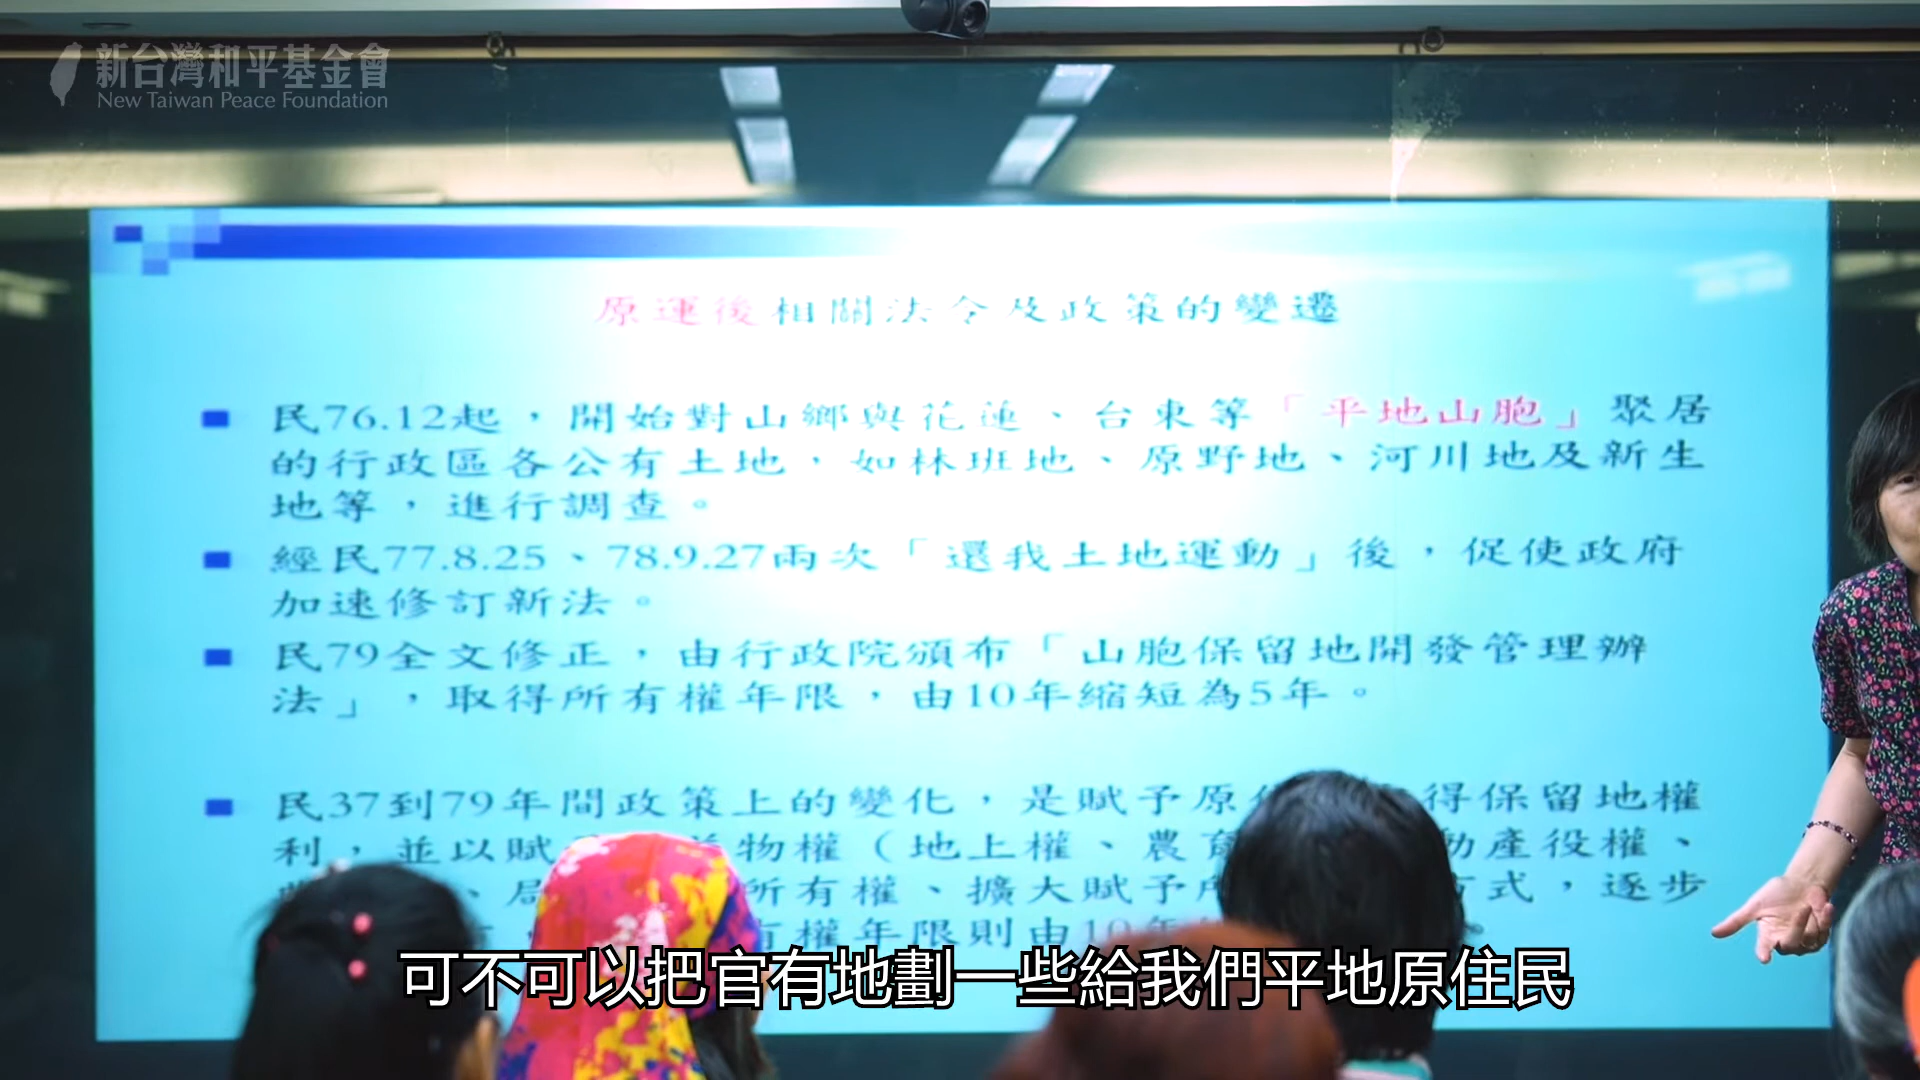 新台灣和平基金會
New Taiwan Peace Foundation
原運後相關法令及政策的變遷
民76.12起，開始對山鄉與花蓮、台東等「平地山胞」聚居
的行政區各公有土地，如林班地、原野地、河川地及新生
地等，進行調查。
經民77.8.25、78.9.27兩次「還我土地運動」後，促使政府
加速修訂新法。
民79全文修正，由行政院頒布「山胞保留地開發管理辦
法」，取得所有權年限，由10年縮短為5年。
民37到79年間政策上的變化，是賦予原 得保留地權
利，並以賦 物權（地上權、農 動產役權、
、 所有權、擴大賦予 方式，逐步
權年限則由10年
可不可以把官有地劃一些給我們平地原住民